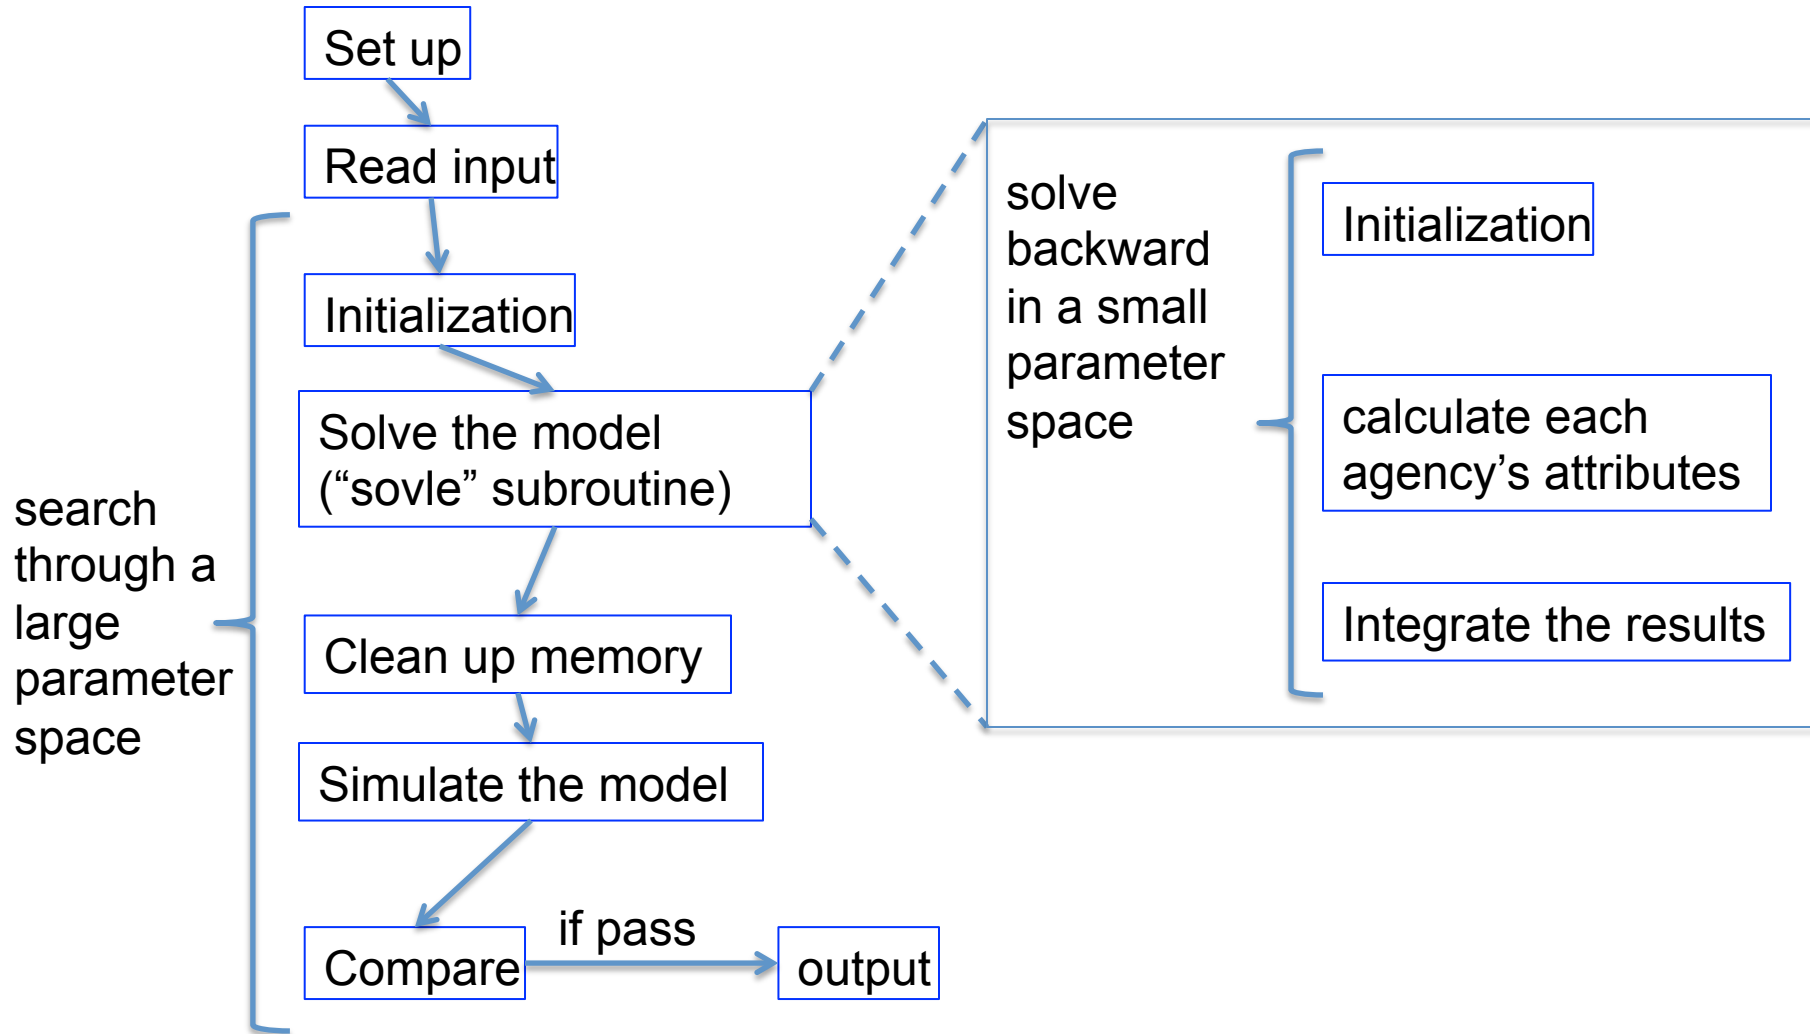 Set up
Read input
Initialization
Solve the model
(“sovle” subroutine)
Clean up memory
Simulate the model
Compare
if pass
output
search
through a
large
parameter
space
solve
backward
in a small
parameter
space
Initialization
calculate each
agency’s attributes
Integrate the results